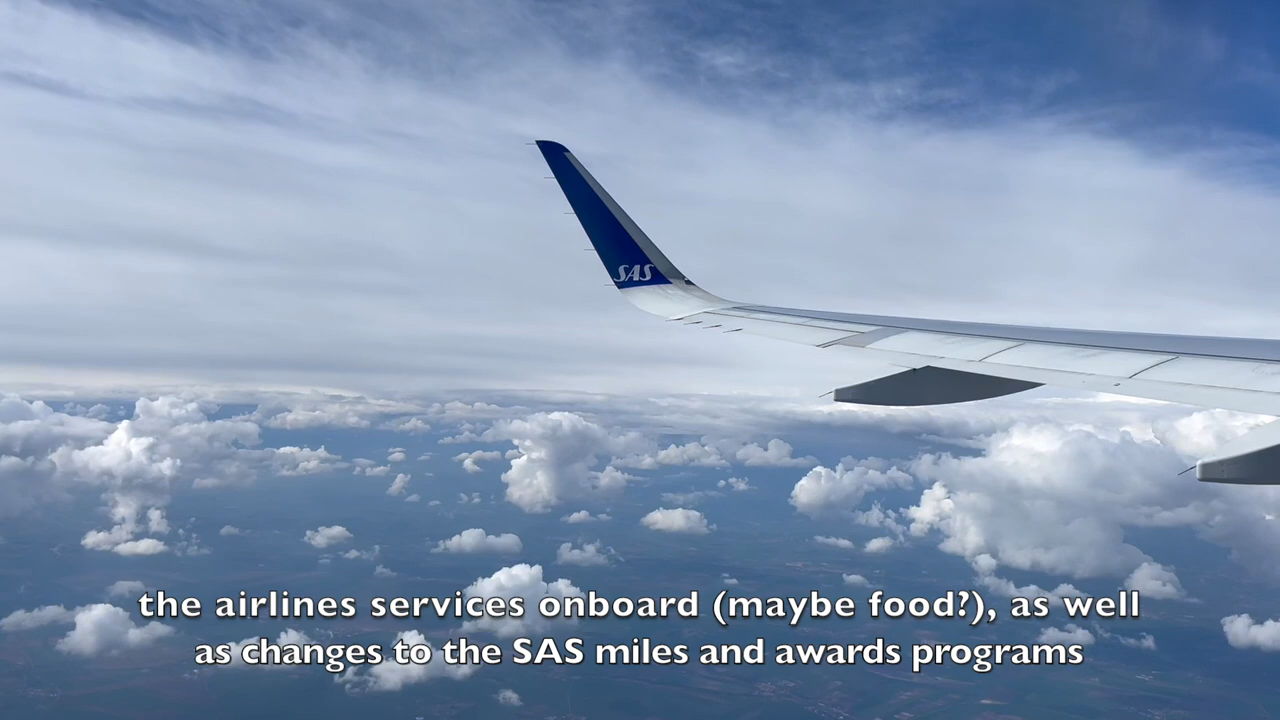 SAS
the airlines services onboard (maybe food?), as well
as changes to the SAS miles and awards programs